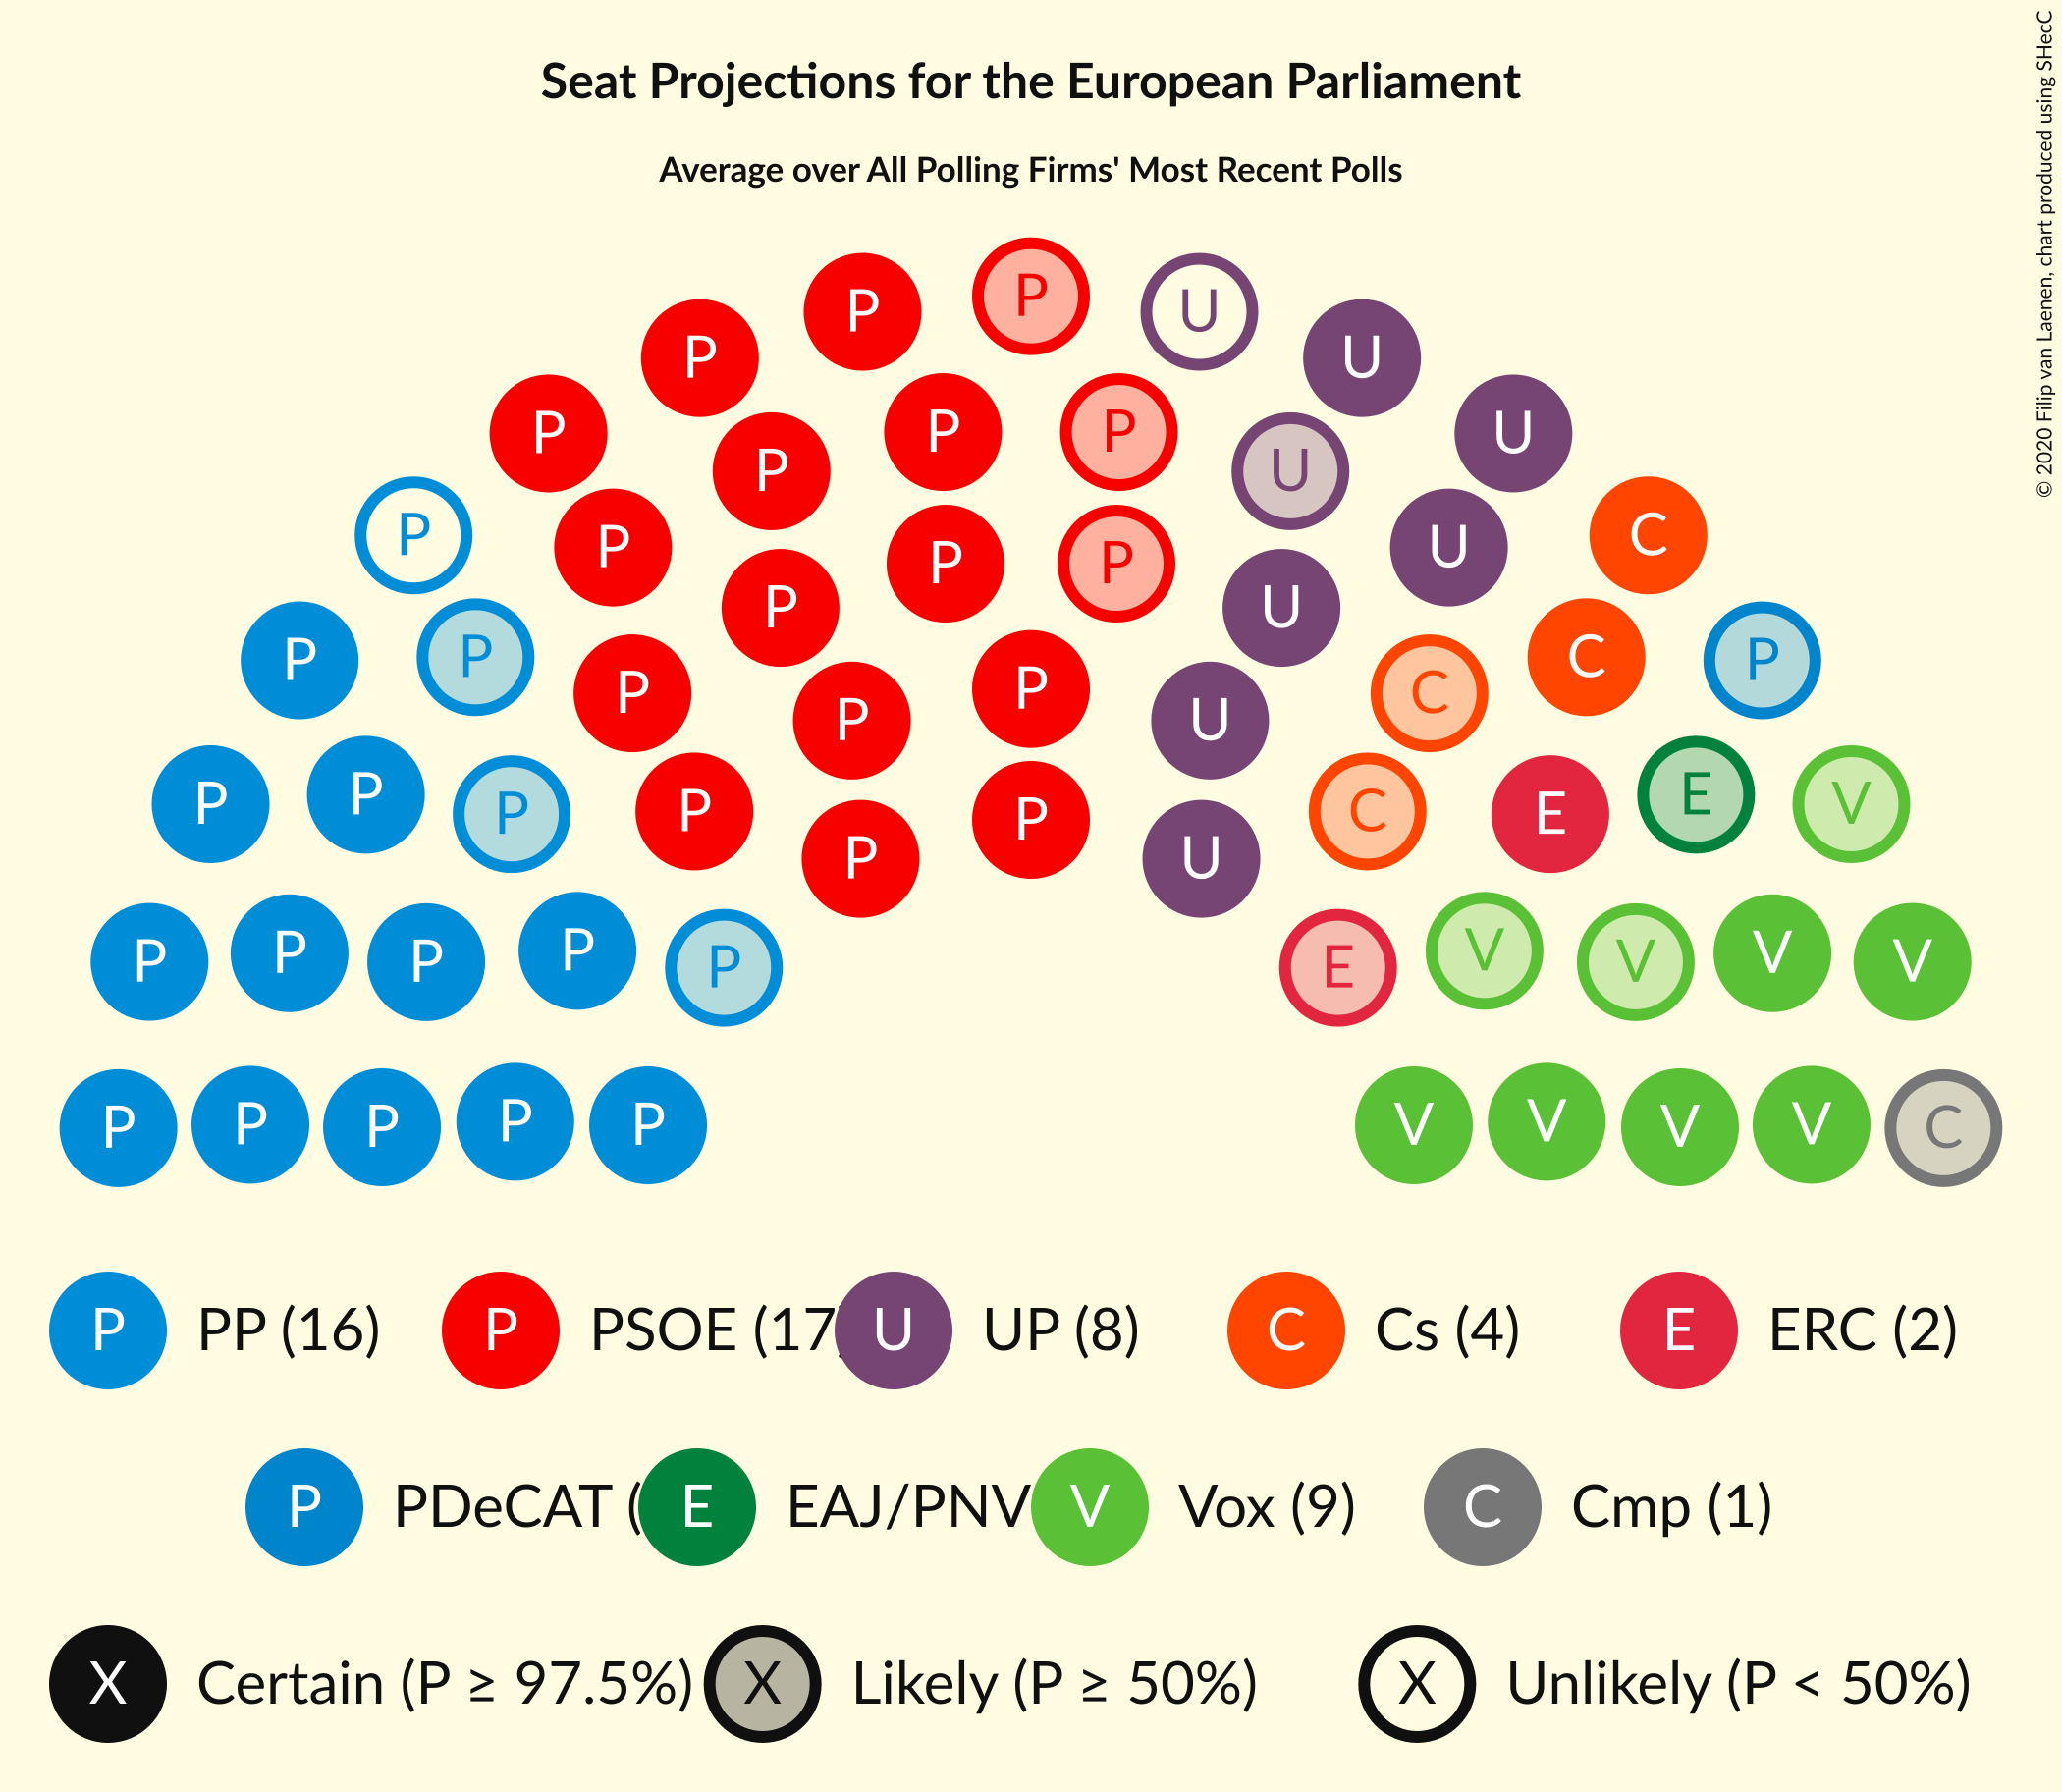 Seat Projections for the European Parliament
Average over All Polling Firms' Most Recent Polls
© 2020 Filip van Laenen, chart produced using SHecC
P U
P U
P U
P P P U
P U C
P P U
P P U
P P C
P P P C C P
P U
P P E V
P P C E
P P U
P P P P P E V V V V
P P P P P V V V V C
P PP (16) P PSOE (17 U UP (8) C Cs (4) E ERC (2)
P PDeCAT ( E EAJ/PNV V Vox (9) C Cmp (1)
X Certain (P ≥ 97.5%) X Likely (P ≥ 50%) X Unlikely (P < 50%)